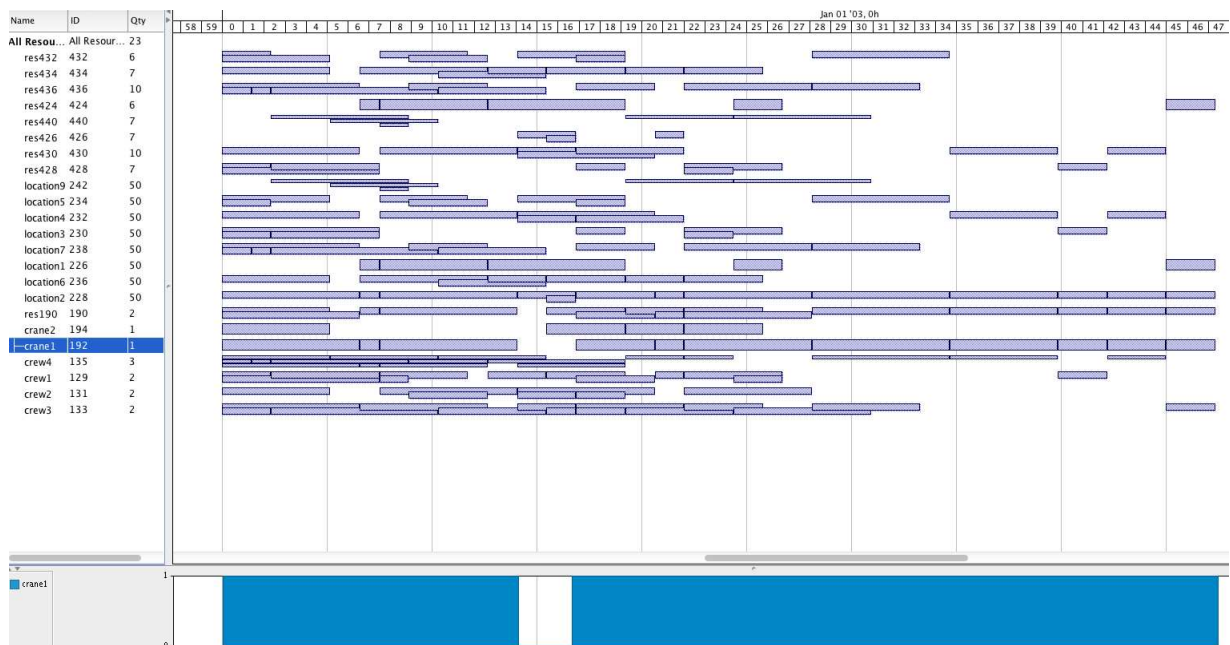 Jan 01 '03, 0h
Name ID Qty 58 59 0 1 2 3 4 5 6 7 8 9 10 11 12 13 14 15 16 17 18 19 20 21 22 23 24 25 26 27 28 29 30 31 32 33 34 35 36 37 38 39 40 41 42 43 44 45 46 47
All Resou... All Resour... 23
res432 432 6
res434 434 7
res436 436 10
res424 424 6
res440 440 7
res426 426 7
res430 430 10
res428 428 7
location9 242 50
location5 234 50
location4 232 50
location3 230 50
location7 238 50
location1 226 50
location6 236 50
location2 228 50
res190 190 2
crane2 194 1
crane1 192 1
crew4 135 3
crew1 129 2
crew2 131 2
crew3 133 2
crane1 1
0